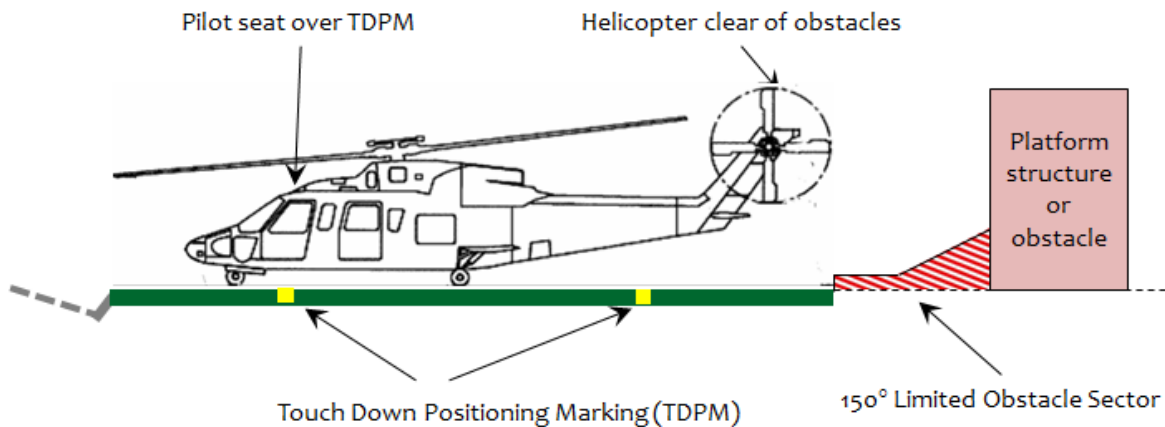 Pilot seat over TDPM
Helicopter clear of obstacles
Platform
structure
or
obstacle
Touch Down Positioning Marking (TDPM)
150° Limited Obstacle Sector